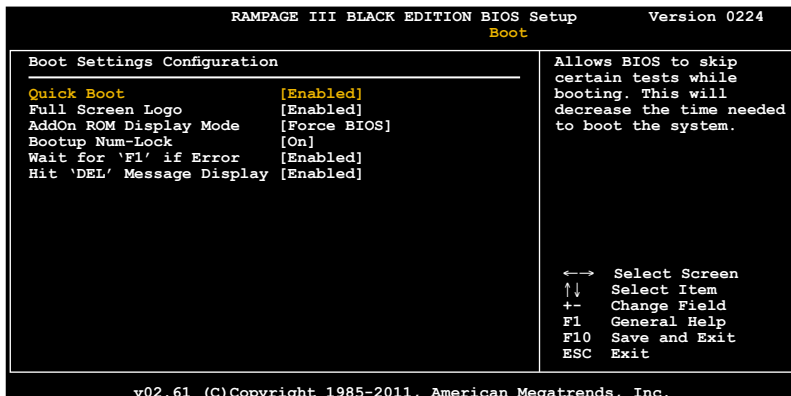 RAMPAGE III BLACK EDITION BIOS Setup Version 0224
Boot
Boot Settings Configuration
Quick Boot [Enabled]
Full Screen Logo [Enabled]
AddOn ROM Display Mode [Force BIOS]
Bootup Num-Lock [On]
Wait for ‘F1’ if Error [Enabled]
Hit ‘DEL’ Message Display [Enabled]
Allows BIOS to skip
certain tests while
booting. This will
decrease the time needed
to boot the system.
←→ Select Screen
↑↓ Select Item
+- Change Field
F1 General Help
F10 Save and Exit
ESC Exit
v02.61 (C)Copyright 1985-2011, American Megatrends, Inc.